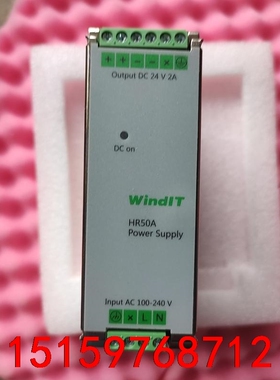 + + − − ×
Output DC 24 V 2A
DC on
WindIT
HR50A
Power Supply
Input AC 100-240 V
× L N
15159768712